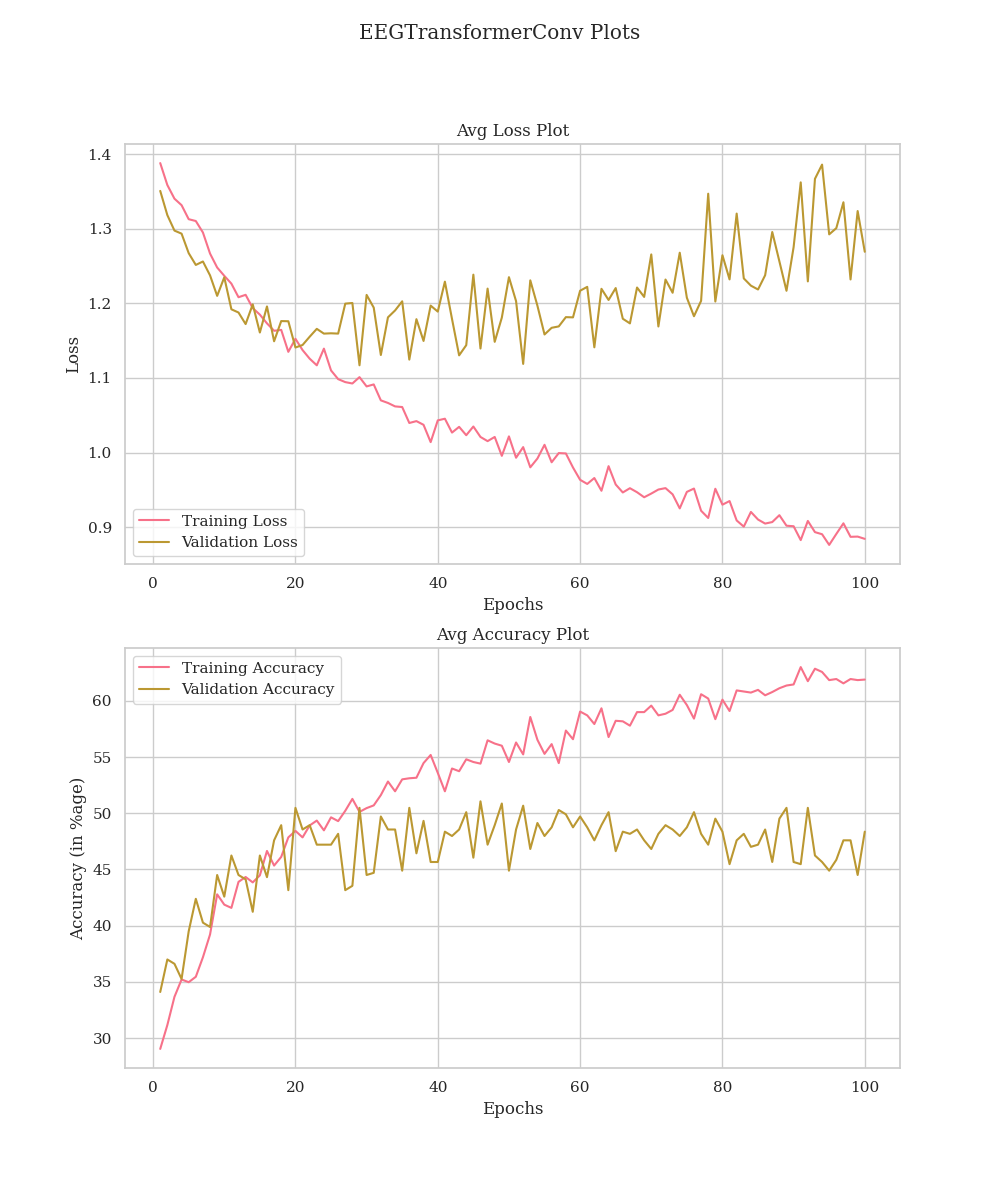 EEGTransformerConv Plots
Avg Loss Plot
1.4
1.3
1.2
1.1
1.0
0.9
Loss
Training Loss
Validation Loss
0 20 40 60 80 100
Epochs
Avg Accuracy Plot
Training Accuracy
Validation Accuracy
60
55
50
45
40
35
30
Accuracy (in %age)
0 20 40 60 80 100
Epochs